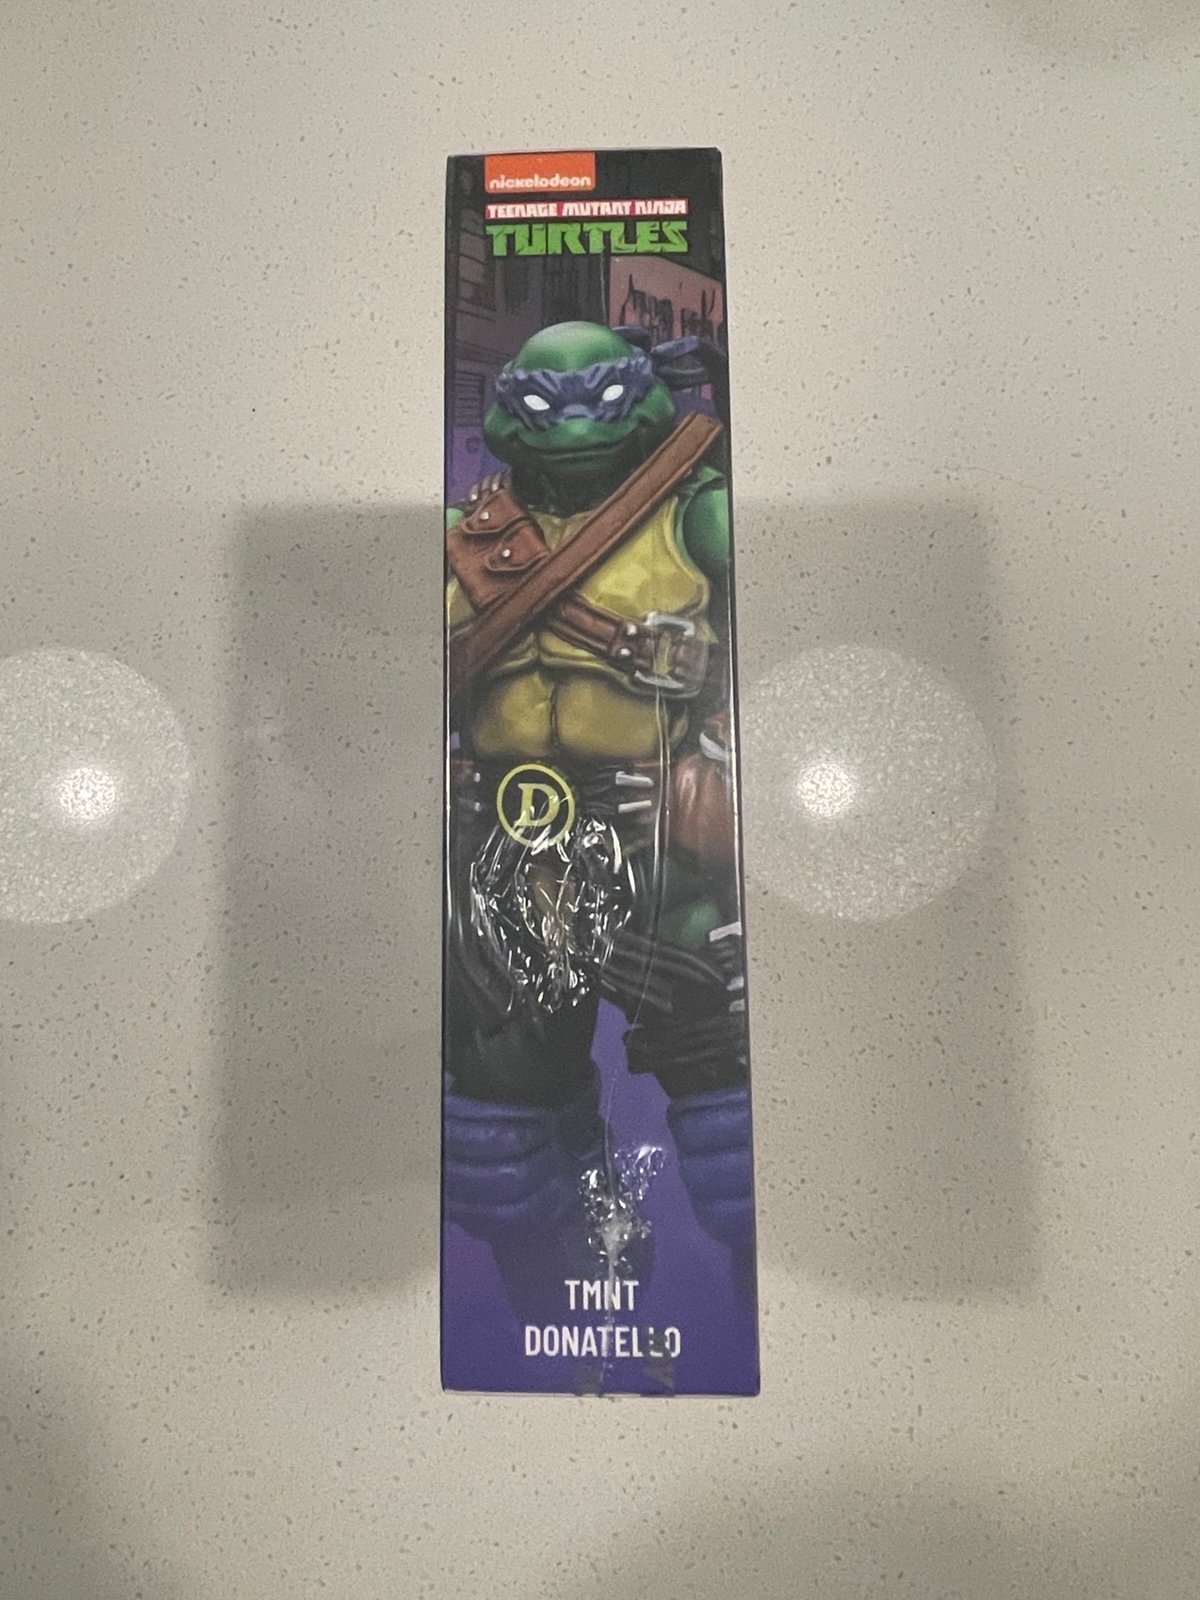 nickelodeon
TEENAGE MUTANT NINJA
TURTLES
D
TMNT
DONATELLO